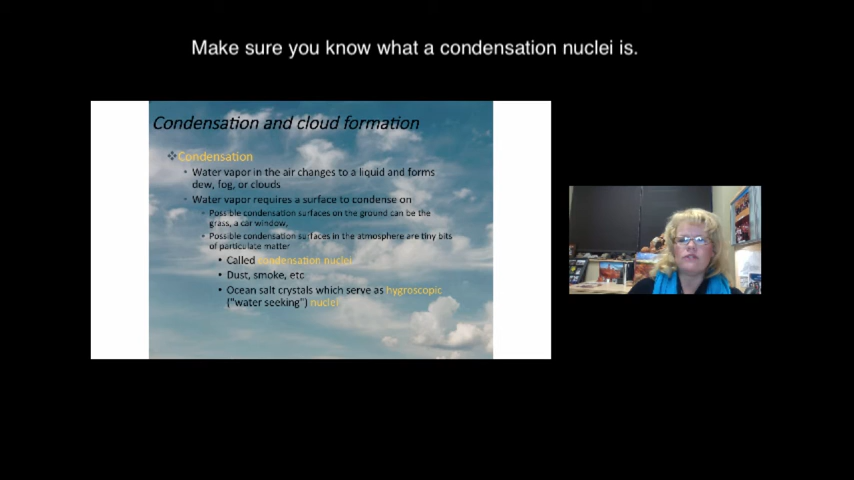 Make sure you know what a condensation nuclei is.
Condensation and cloud formation
Condensation
Water vapor in the air changes to a liquid and forms
dew, fog, or clouds
Water vapor requires a surface to condense on
Possible condensation surfaces on the ground can be the
grass, a car window,
Possible condensation surfaces in the atmosphere are tiny bits
of particulate matter
Called condensation nuclei
Dust, smoke, etc
Ocean salt crystals which serve as hygroscopic
("water seeking") nuclei